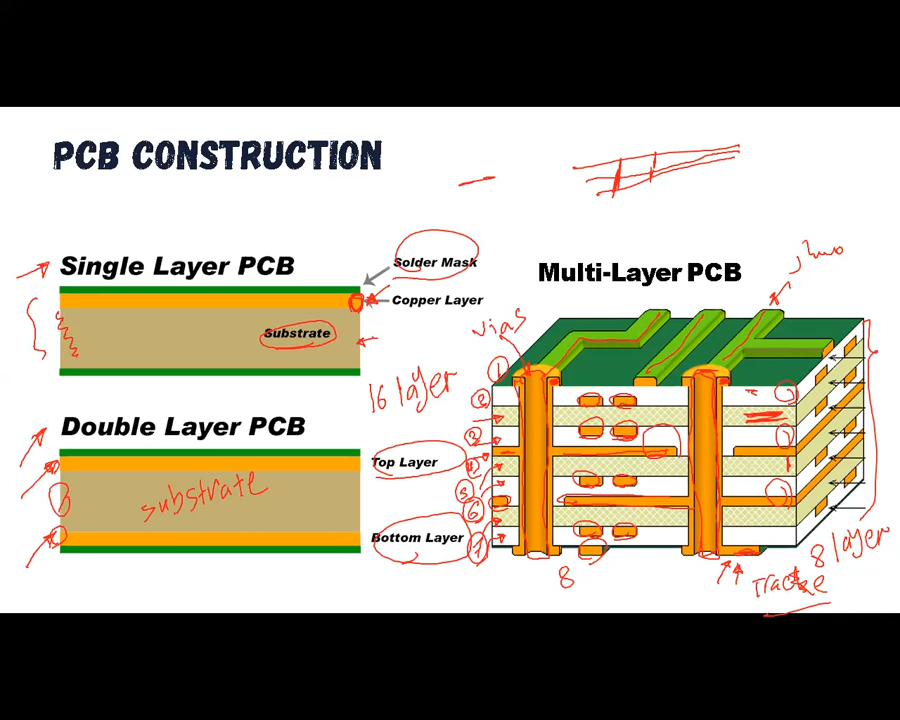 PCB CONSTRUCTION
Single Layer PCB
Solder Mask
Copper Layer
Substrate
Multi-Layer PCB
vias
16 layer
Double Layer PCB
Top Layer
substrate
Bottom Layer
8
8 layer